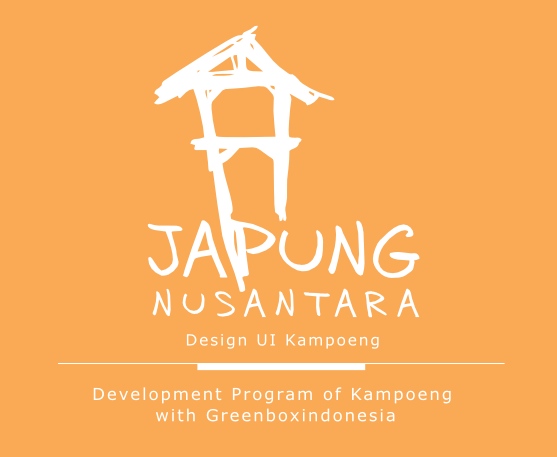 JAPUNG
NUSANTARA
Design UI Kampoeng
Development Program of Kampoeng
with Greenboxindonesia